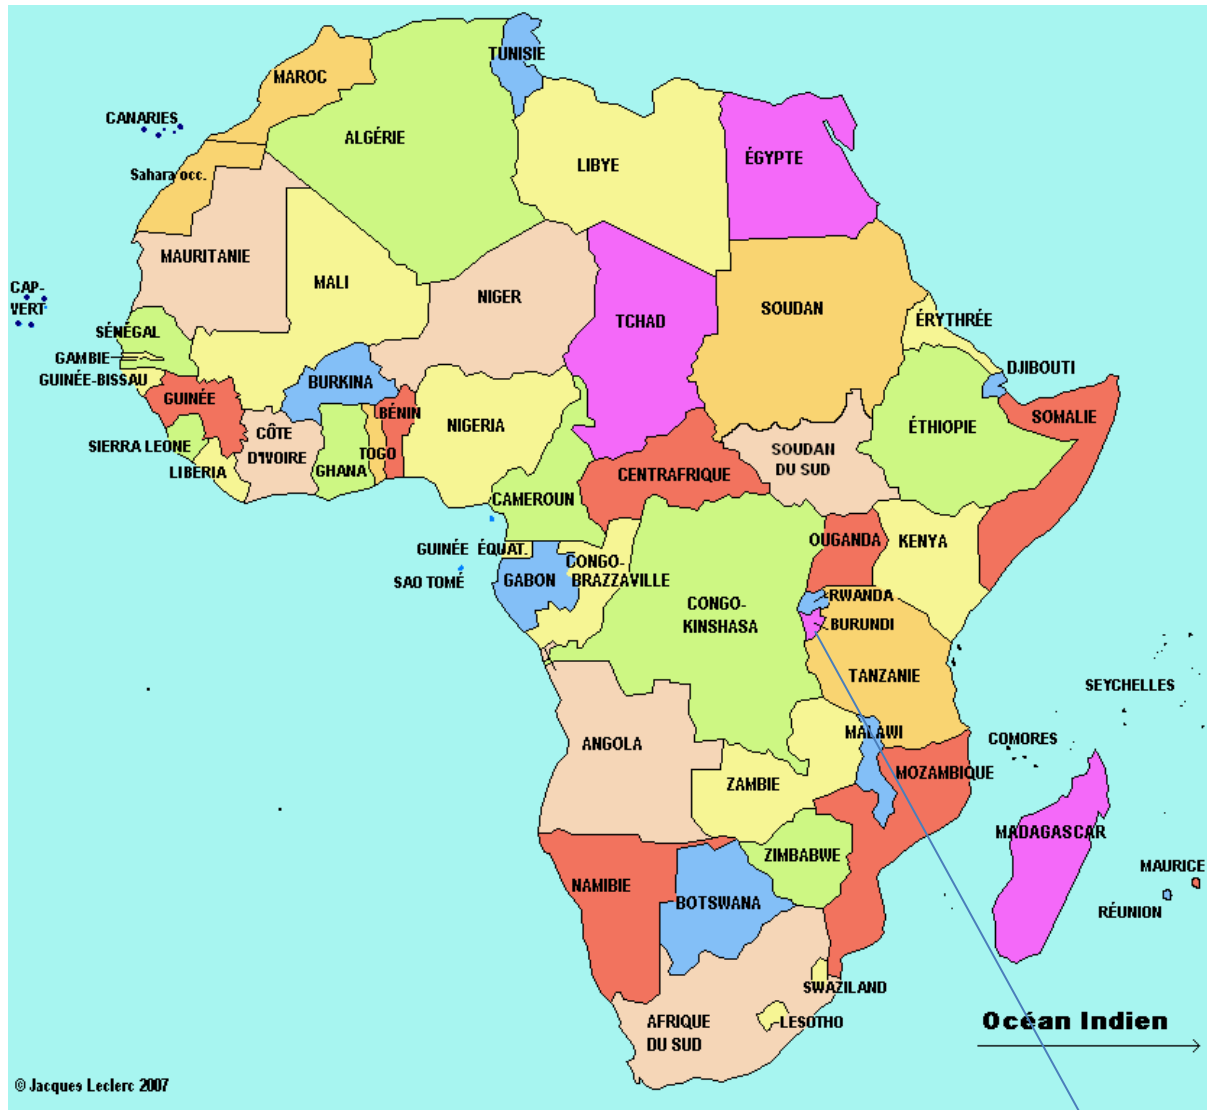 TUNISIE
MAROC
CANARIES
ALGÉRIE
LIBYE
ÉGYPTE
Sahara occ.
MAURITANIE
MALI
NIGER
TCHAD
SOUDAN
CAP-
VERT
ÉRYTHRÉE
SÉNÉGAL
GAMBIE
GUINÉE-BISSAU
DJIBOUTI
BURKINA
GUINÉE
BÉNIN
SOMALIE
NIGERIA
ÉTHIOPIE
CÔTE
D'IVOIRE
SIERRA LEONE
TOGO
SOUDAN
DU SUD
LIBERIA
GHANA
CENTRAFRIQUE
CAMEROUN
OUGANDA
KENYA
GUINÉE ÉQUAT.
CONGO-
BRAZZAVILLE
SAO TOMÉ
GABON
RWANDA
CONGO-
KINSHASA
BURUNDI
TANZANIE
SEYCHELLES
MALAWI
COMORES
ANGOLA
MOZAMBIQUE
ZAMBIE
MADAGASCAR
ZIMBABWE
MAURICE
NAMIBIE
BOTSWANA
RÉUNION
SWAZILAND
LESOTHO
Océan Indien
AFRIQUE
DU SUD
© Jacques Leclerc 2007